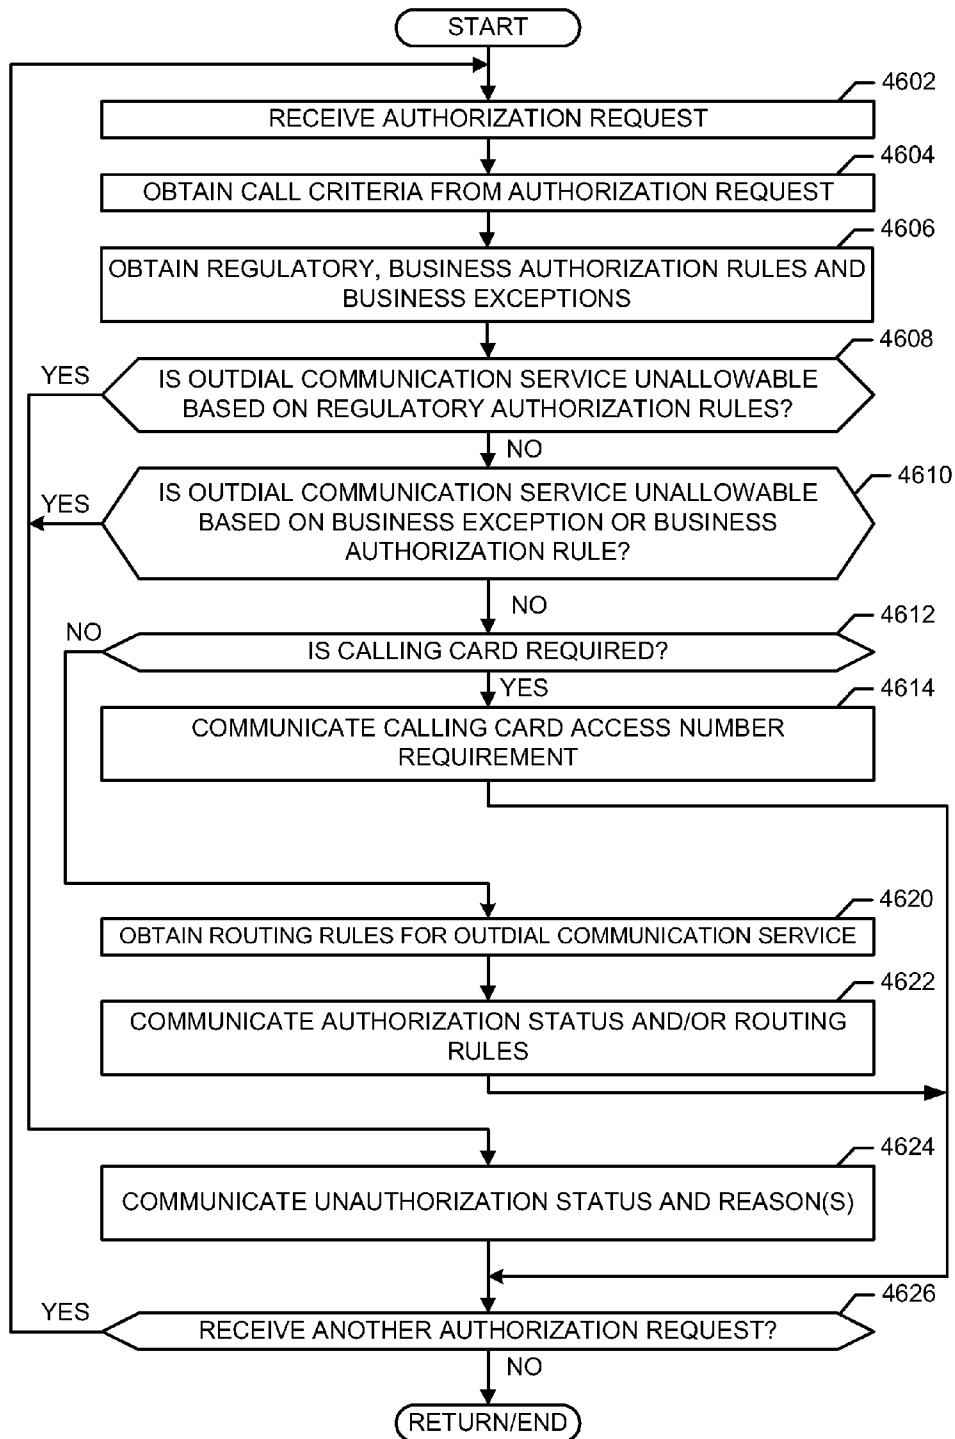 START
4602
RECEIVE AUTHORIZATION REQUEST
4604
OBTAIN CALL CRITERIA FROM AUTHORIZATION REQUEST
4606
OBTAIN REGULATORY, BUSINESS AUTHORIZATION RULES AND
BUSINESS EXCEPTIONS
4608
YES
IS OUTDIAL COMMUNICATION SERVICE UNALLOWABLE
BASED ON REGULATORY AUTHORIZATION RULES?
NO
4610
YES
IS OUTDIAL COMMUNICATION SERVICE UNALLOWABLE
BASED ON BUSINESS EXCEPTION OR BUSINESS
AUTHORIZATION RULE?
NO
4612
NO
IS CALLING CARD REQUIRED?
YES
4614
COMMUNICATE CALLING CARD ACCESS NUMBER
REQUIREMENT
4620
OBTAIN ROUTING RULES FOR OUTDIAL COMMUNICATION SERVICE
4622
COMMUNICATE AUTHORIZATION STATUS AND/OR ROUTING
RULES
4624
COMMUNICATE UNAUTHORIZATION STATUS AND REASON(S)
4626
YES
RECEIVE ANOTHER AUTHORIZATION REQUEST?
NO
RETURN/END